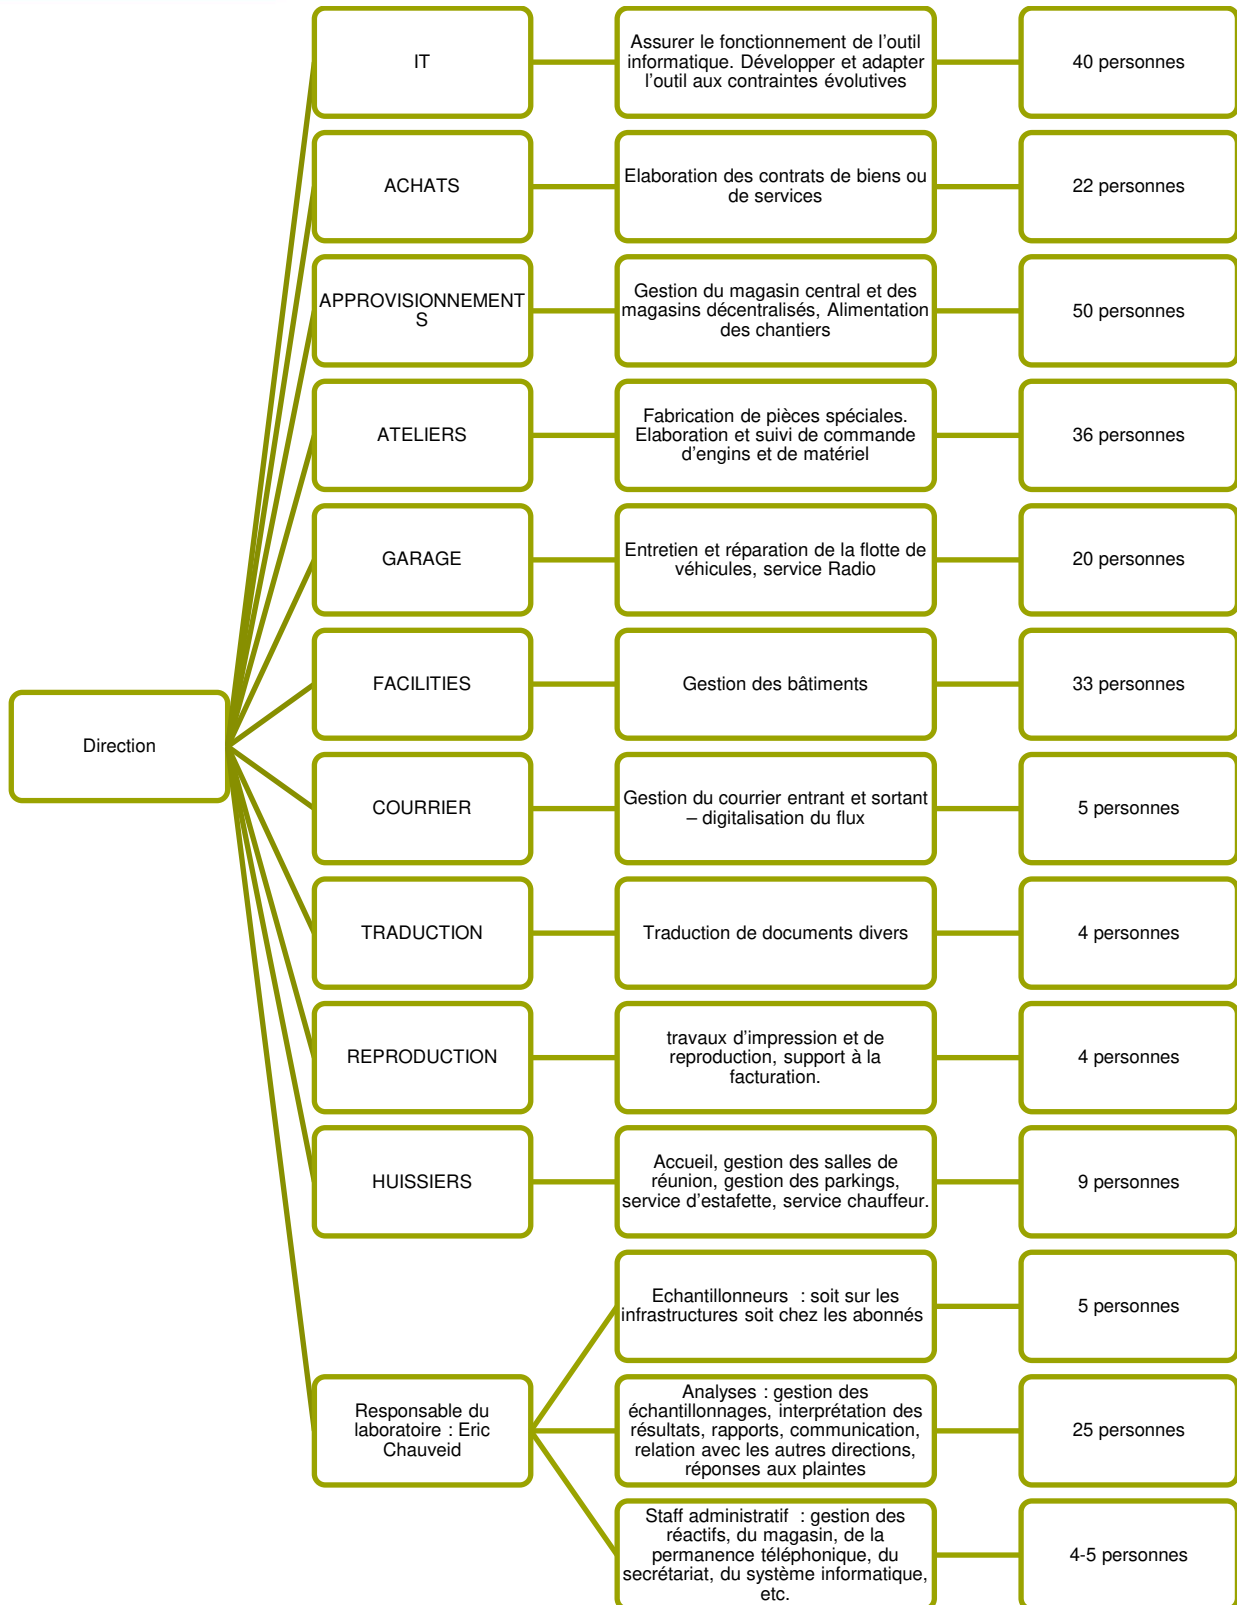 IT
Assurer le fonctionnement de l’outil
informatique. Développer et adapter
l’outil aux contraintes évolutives
40 personnes
ACHATS
Elaboration des contrats de biens ou
de services
22 personnes
APPROVISIONNEMENT
S
Gestion du magasin central et des
magasins décentralisés, Alimentation
des chantiers
50 personnes
ATELIERS
Fabrication de pièces spéciales.
Elaboration et suivi de commande
d’engins et de matériel
36 personnes
GARAGE
Entretien et réparation de la flotte de
véhicules, service Radio
20 personnes
FACILITIES
Gestion des bâtiments
33 personnes
Direction
COURRIER
Gestion du courrier entrant et sortant
– digitalisation du flux
5 personnes
TRADUCTION
Traduction de documents divers
4 personnes
REPRODUCTION
travaux d’impression et de
reproduction, support à la
facturation.
4 personnes
HUISSIERS
Accueil, gestion des salles de
réunion, gestion des parkings,
service d’estafette, service chauffeur.
9 personnes
Responsable du
laboratoire : Eric
Chauveid
Echantillonneurs : soit sur les
infrastructures soit chez les abonnés
5 personnes
Analyses : gestion des
échantillonnages, interprétation des
résultats, rapports, communication,
relation avec les autres directions,
réponses aux plaintes
25 personnes
Staff administratif : gestion des
réactifs, du magasin, de la
permanence téléphonique, du
secrétariat, du système informatique,
etc.
4-5 personnes